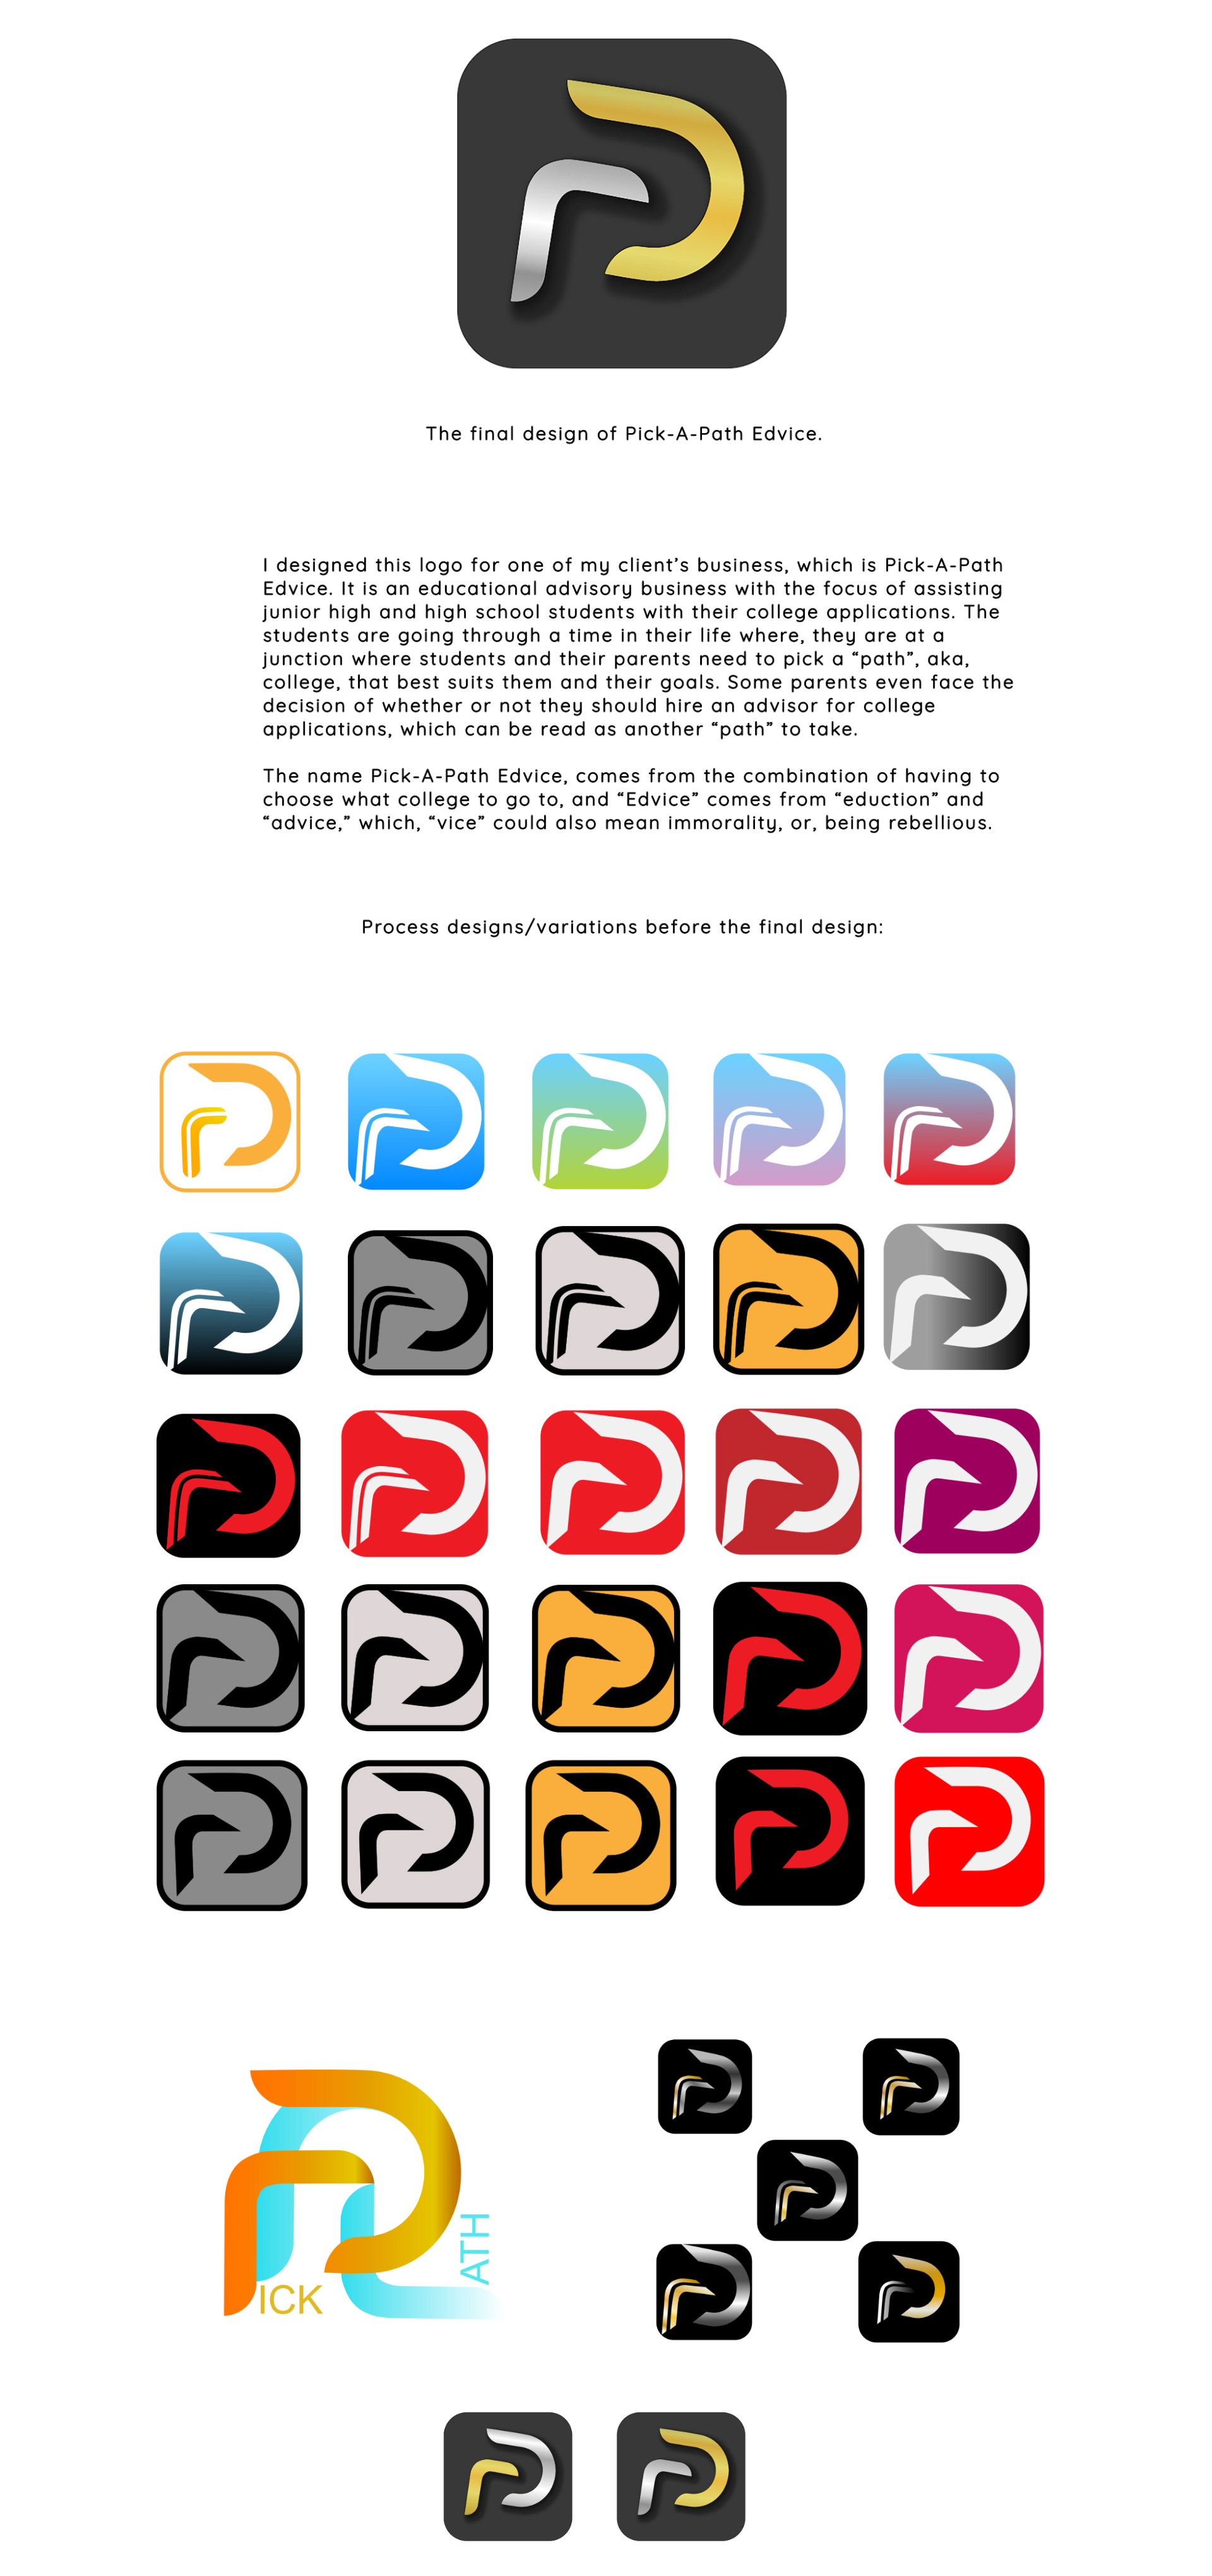 The final design of Pick-A-Path Edvice.
I designed this logo for one of my client’s business, which is Pick-A-Path
Edvice. It is an educational advisory business with the focus of assisting
junior high and high school students with their college applications. The
students are going through a time in their life where, they are at a
junction where students and their parents need to pick a “path”, aka,
college, that best suits them and their goals. Some parents even face the
decision of whether or not they should hire an advisor for college
applications, which can be read as another “path” to take.
The name Pick-A-Path Edvice, comes from the combination of having to
choose what college to go to, and “Edvice” comes from “eduction” and
“advice,” which, “vice” could also mean immorality, or, being rebellious.
Process designs/variations before the final design:
ICK
ATH